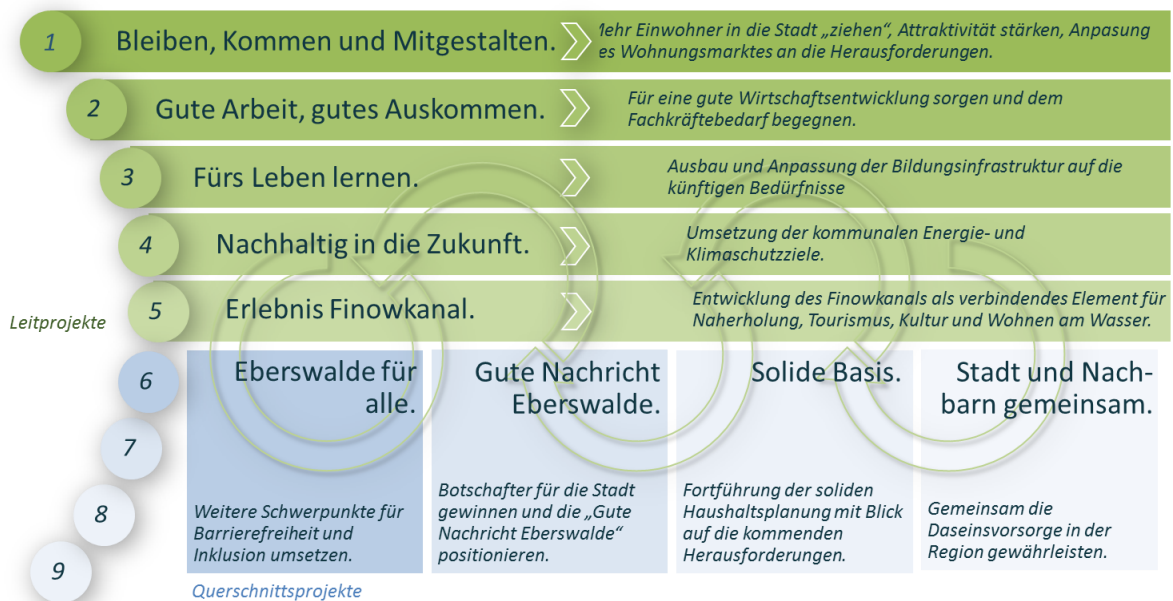 1
Bleiben, Kommen und Mitgestalten.
ehr Einwohner in die Stadt „ziehen“, Attraktivität stärken, Anpasung
es Wohnungsmarktes an die Herausforderungen.
2
Gute Arbeit, gutes Auskommen.
Für eine gute Wirtschaftsentwicklung sorgen und dem
Fachkräftebedarf begegnen.
3
Fürs Leben lernen.
Ausbau und Anpassung der Bildungsinfrastruktur auf die
künftigen Bedürfnisse
4
Nachhaltig in die Zukunft.
Umsetzung der kommunalen Energie- und
Klimaschutzziele.
5
Erlebnis Finowkanal.
Entwicklung des Finowkanals als verbindendes Element für
Naherholung, Tourismus, Kultur und Wohnen am Wasser.
Leitprojekte
6
7
8
9
Eberswalde für
alle.
Weitere Schwerpunkte für
Barrierefreiheit und
Inklusion umsetzen.
Gute Nachricht
Eberswalde.
Botschafter für die Stadt
gewinnen und die „Gute
Nachricht Eberswalde“
positionieren.
Solide Basis.
Fortführung der soliden
Haushaltsplanung mit Blick
auf die kommenden
Herausforderungen.
Stadt und Nach-
barn gemeinsam.
Gemeinsam die
Daseinsvorsorge in der
Region gewährleisten.
Querschnittsprojekte